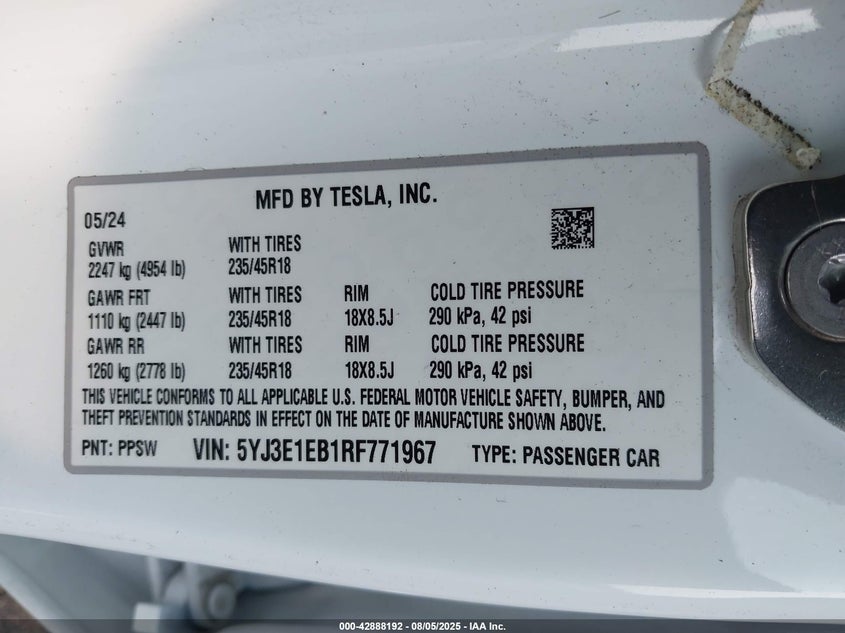 MFD BY TESLA, INC.
05/24
GVWR WITH TIRES
2247 kg (4954 lb) 235/45R18
GAWR FRT WITH TIRES RIM COLD TIRE PRESSURE
1110 kg (2447 lb) 235/45R18 18X8.5J 290 kPa, 42 psi
GAWR RR WITH TIRES RIM COLD TIRE PRESSURE
1260 kg (2778 lb) 235/45R18 18X8.5J 290 kPa, 42 psi
THIS VEHICLE CONFORMS TO ALL APPLICABLE U.S. FEDERAL MOTOR VEHICLE SAFETY, BUMPER, AND
THEFT PREVENTION STANDARDS IN EFFECT ON THE DATE OF MANUFACTURE SHOWN ABOVE.
PNT: PPSW VIN: 5YJ3E1EB1RF771967 TYPE: PASSENGER CAR
000-42888192 - 08/05/2025 - IAA Inc.